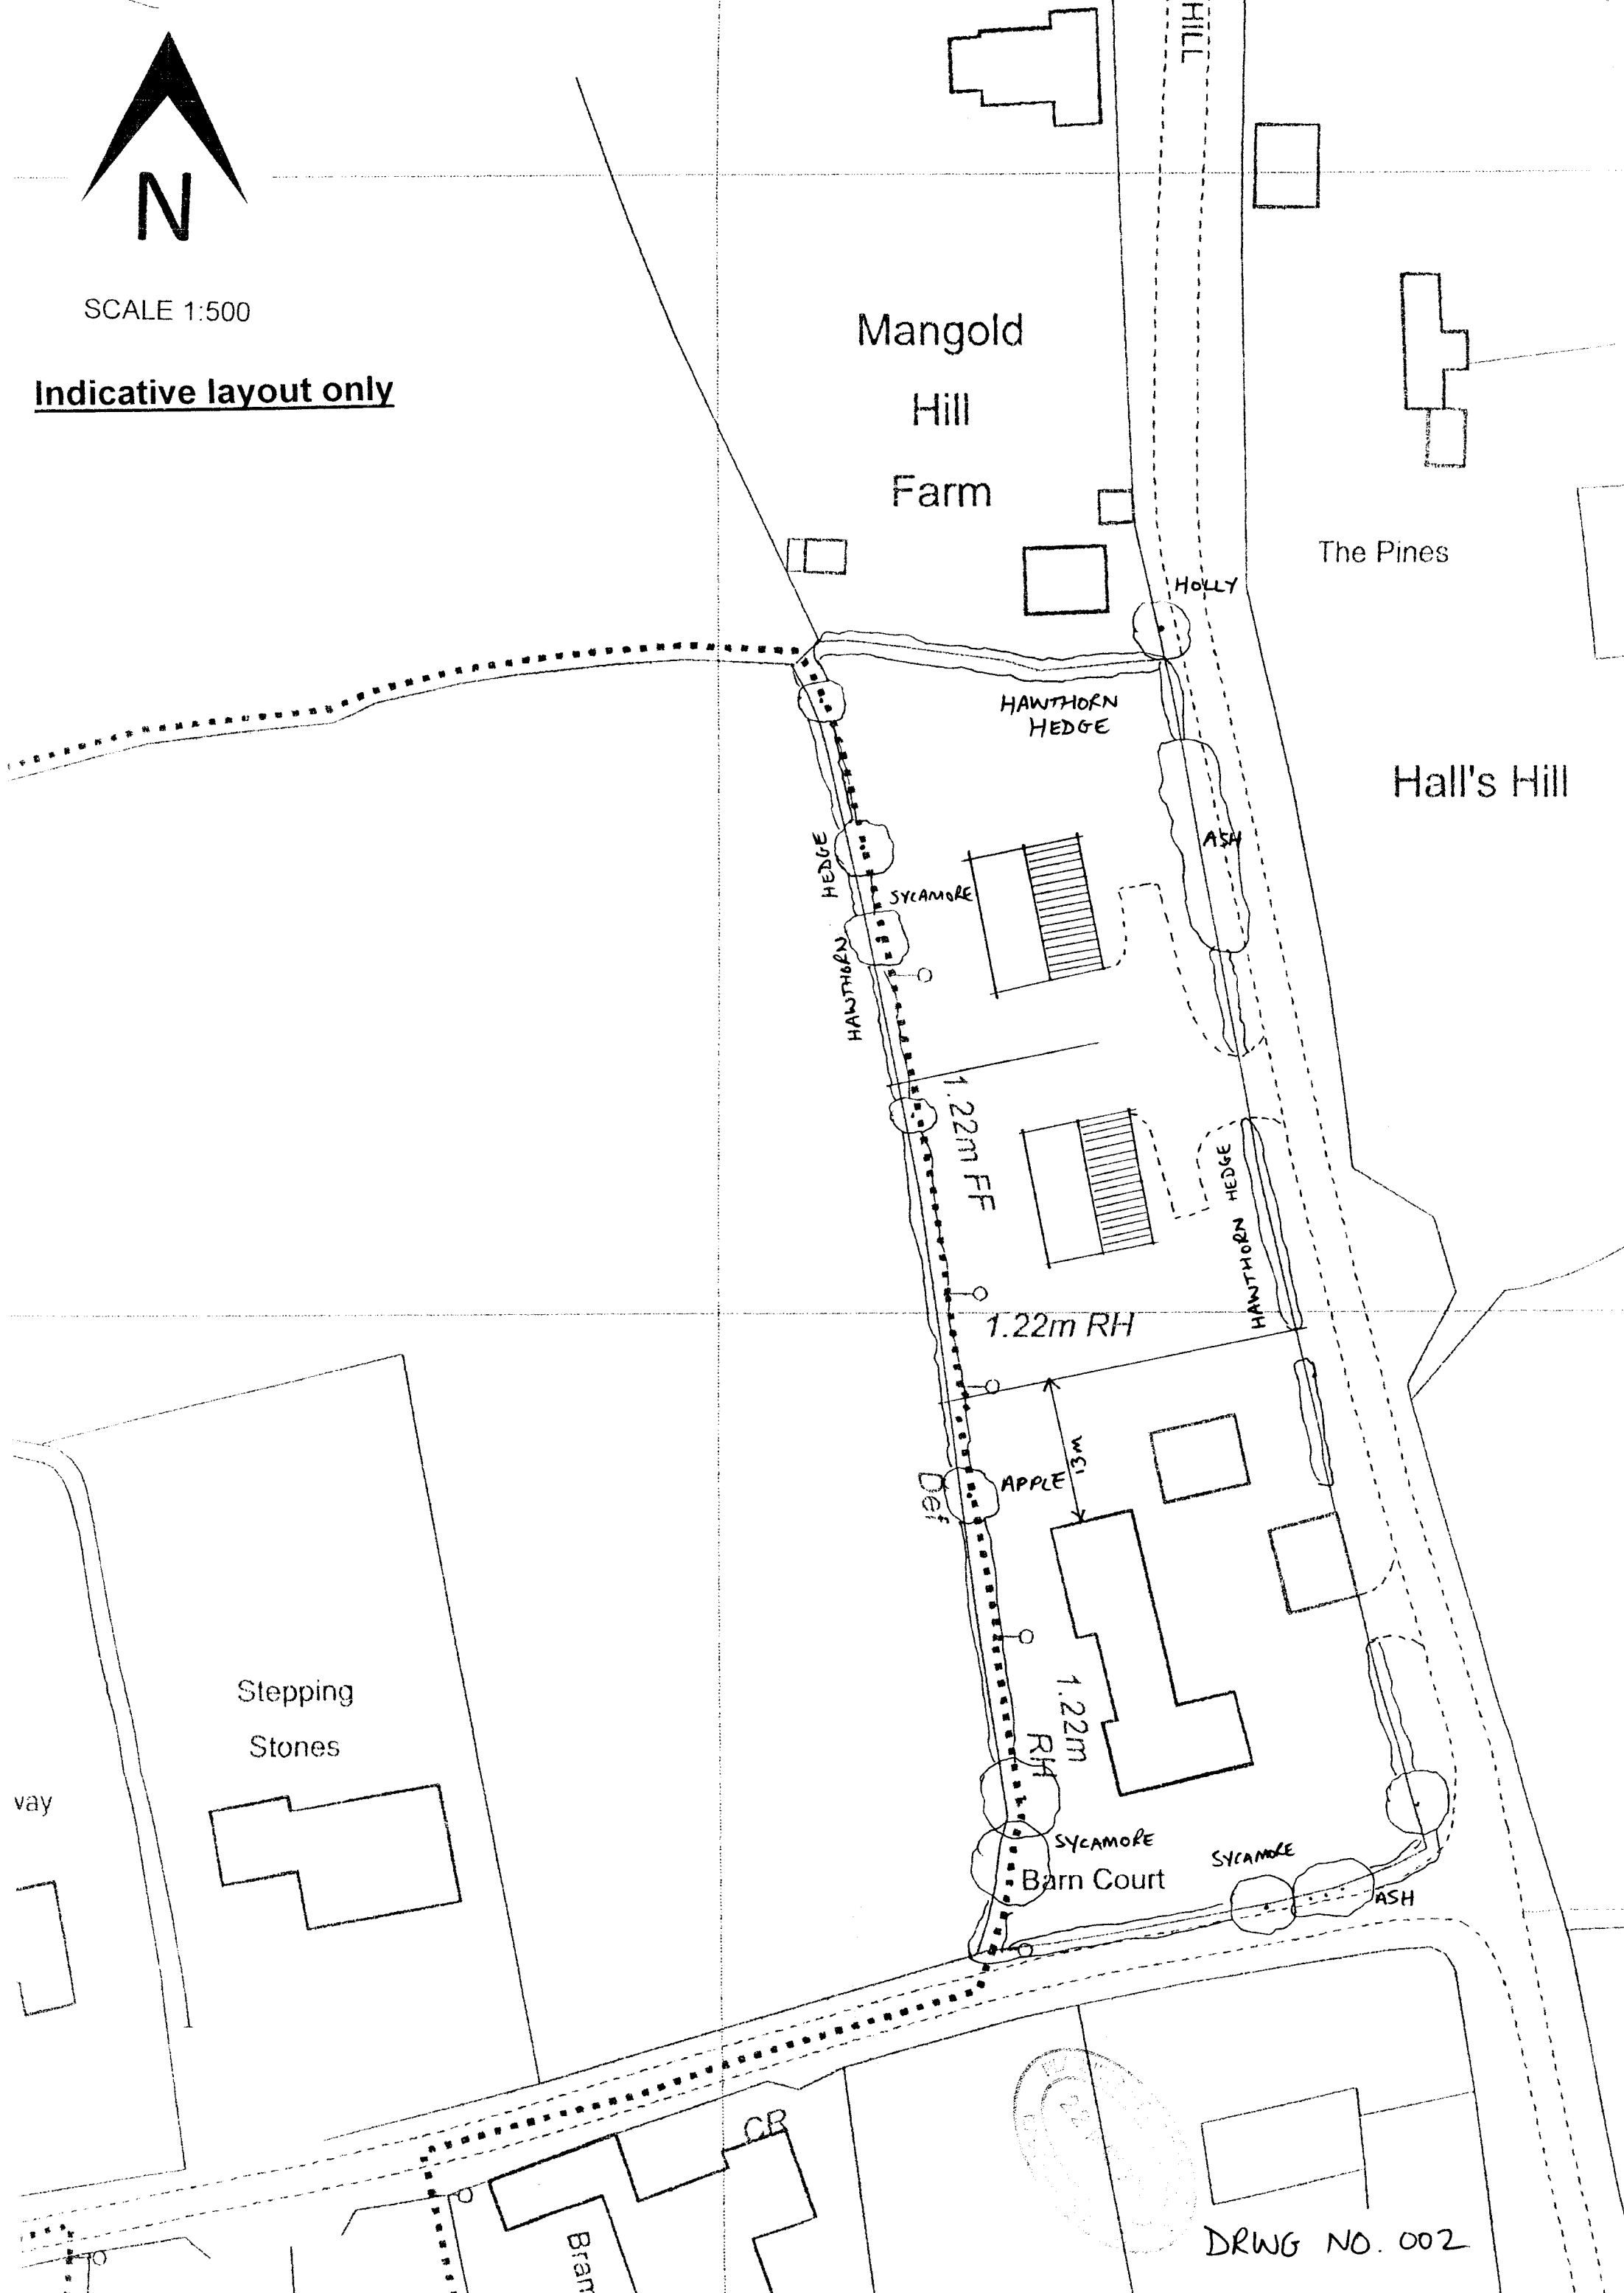 HILL
N
SCALE 1:500
Indicative layout only
Mangold
Hill
Farm
The Pines
HOLLY
HAWTHORN
HEDGE
Hall's Hill
ASH
HAWTHORN HEDGE
SYCAMORE
1.22m FF
HAWTHORN HEDGE
1.22m RH
13M
APPLE
Def
Stepping
Stones
1.22m
RH
way
SYCAMORE
SYCAMORE
Barn Court
ASH
CR
Bram
DRWG NO. 002